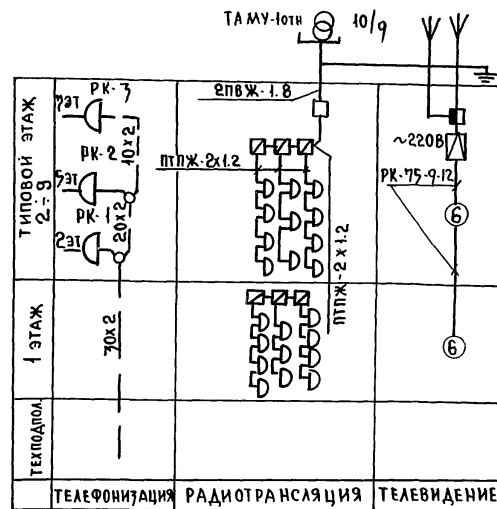 ТАМУ-10тн 10/9
2ПВЖ-1.8
~220В
РК-75-9-12
6
6
ТИПОВОЙ ЭТАЖ
2÷9
РК-3
7ЭТ
10х2
РК-2
5ЭТ
20х2
РК-1
2ЭТ
ПТПЖ-2х1.2
ПТПЖ-2х1.2
1 ЭТАЖ
30х2
ТЕХПОДПОЛ.
ТЕЛЕФОНИЗАЦИЯ РАДИОТРАНСЛЯЦИЯ ТЕЛЕВИДЕНИЕ